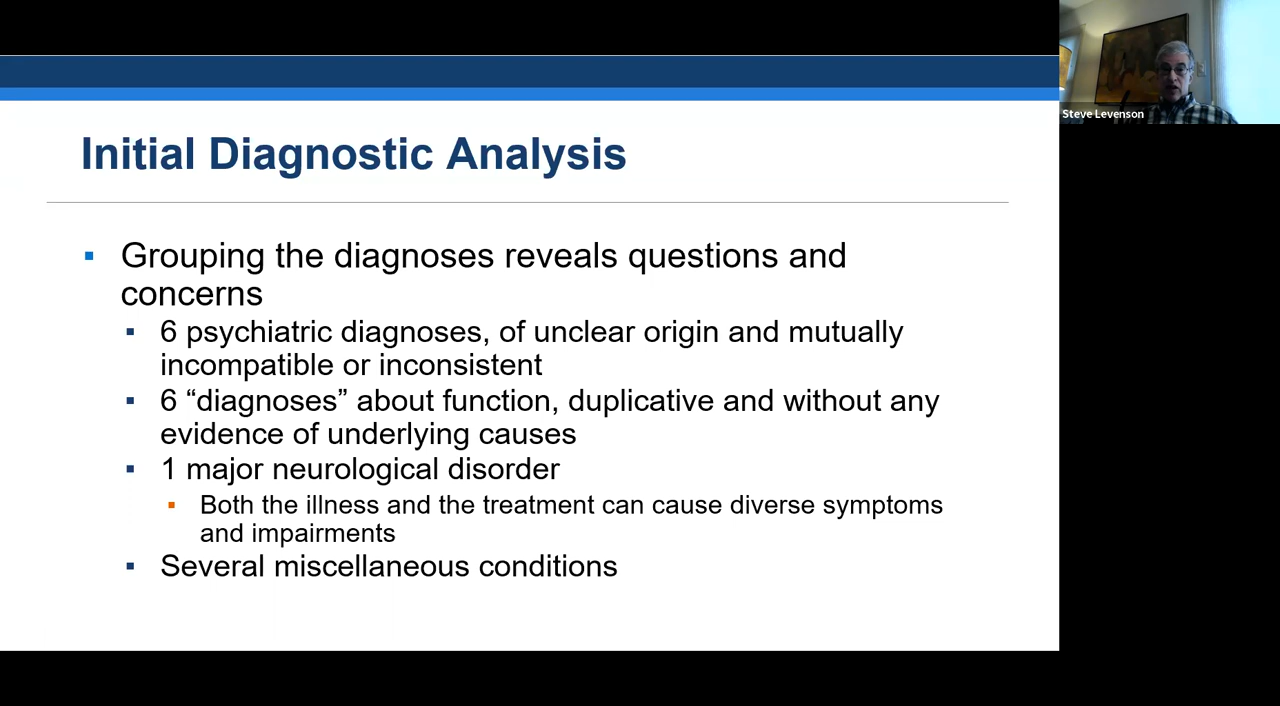 Initial Diagnostic Analysis
▪ Grouping the diagnoses reveals questions and
concerns
▪ 6 psychiatric diagnoses, of unclear origin and mutually
incompatible or inconsistent
▪ 6 “diagnoses” about function, duplicative and without any
evidence of underlying causes
▪ 1 major neurological disorder
▪ Both the illness and the treatment can cause diverse symptoms
and impairments
▪ Several miscellaneous conditions
Steve Levenson